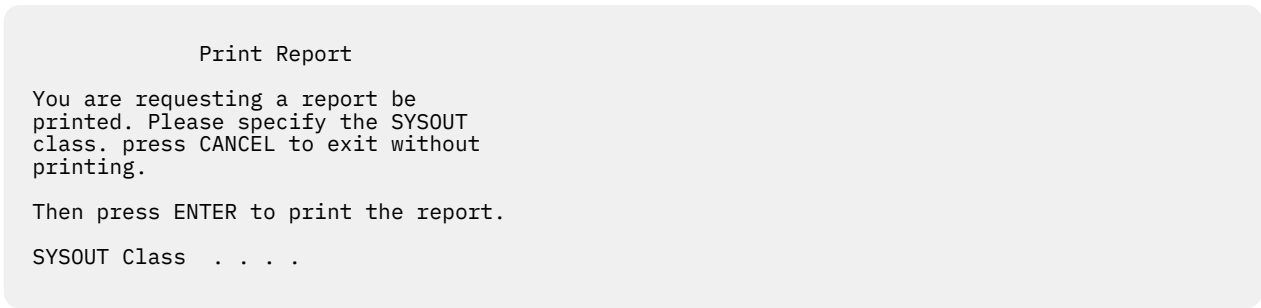 Print Report
You are requesting a report be
printed. Please specify the SYSOUT
class. press CANCEL to exit without
printing.
Then press ENTER to print the report.
SYSOUT Class . . . .